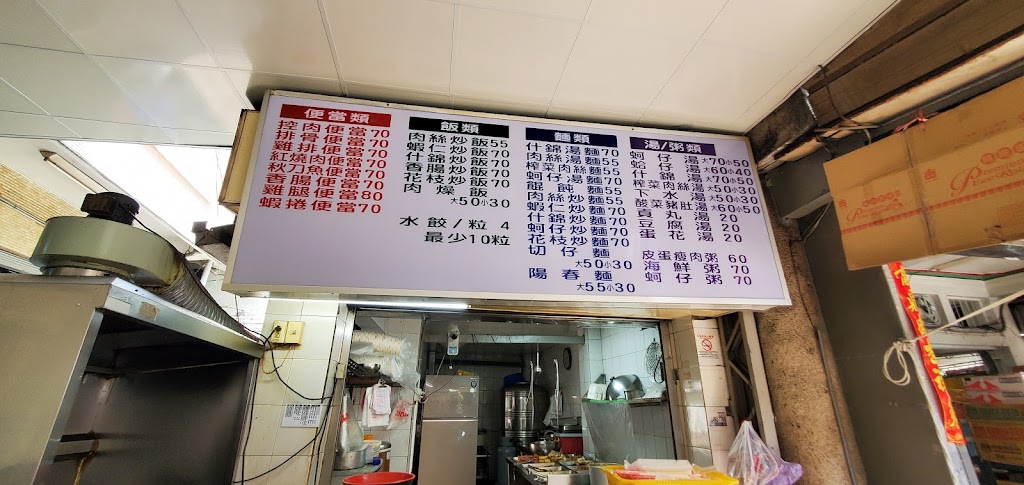 便當類
控肉便當70
排骨便當70
雞排便當70
紅燒肉便當70
秋刀魚便當70
香腸便當70
雞腿便當80
蝦捲便當70
飯類
肉絲炒飯55
蝦仁炒飯70
什錦炒飯70
香腸炒飯70
花枝炒飯70
肉燥飯
大50小30
水餃/粒 4
最少10粒
麵類
什錦湯麵70
肉絲湯麵55
榨菜肉絲麵55
蚵仔湯麵70
餛飩麵55
肉絲炒麵55
蝦仁炒麵70
什錦炒麵70
蚵仔炒麵70
花枝炒麵70
切仔麵
大50小30
陽春麵
大55小30
湯/粥類
蚵仔湯大70小50
蛤湯大60小40
什錦湯大70小50
榨菜肉絲湯大50小30
下水湯大50小30
酸菜豬肚湯大60小50
貢丸湯20
豆腐湯20
蛋花湯20
皮蛋瘦肉粥 60
海鮮粥 70
蚵仔粥 70